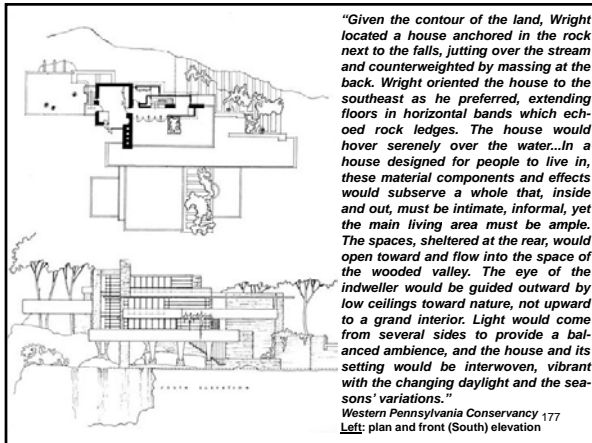 “Given the contour of the land, Wright
located a house anchored in the rock
next to the falls, jutting over the stream
and counterweighted by massing at the
back. Wright oriented the house to the
southeast as he preferred, extending
floors in horizontal bands which ech-
oed rock ledges. The house would
hover serenely over the water...In a
house designed for people to live in,
these material components and effects
would subserve a whole that, inside
and out, must be intimate, informal, yet
the main living area must be ample.
The spaces, sheltered at the rear, would
open toward and flow into the space of
the wooded valley. The eye of the
indweller would be guided outward by
low ceilings toward nature, not upward
to a grand interior. Light would come
from several sides to provide a bal-
anced ambience, and the house and its
setting would be interwoven, vibrant
with the changing daylight and the sea-
sons’ variations.”
Western Pennsylvania Conservancy 177
Left: plan and front (South) elevation
SOUTH ELEVATION